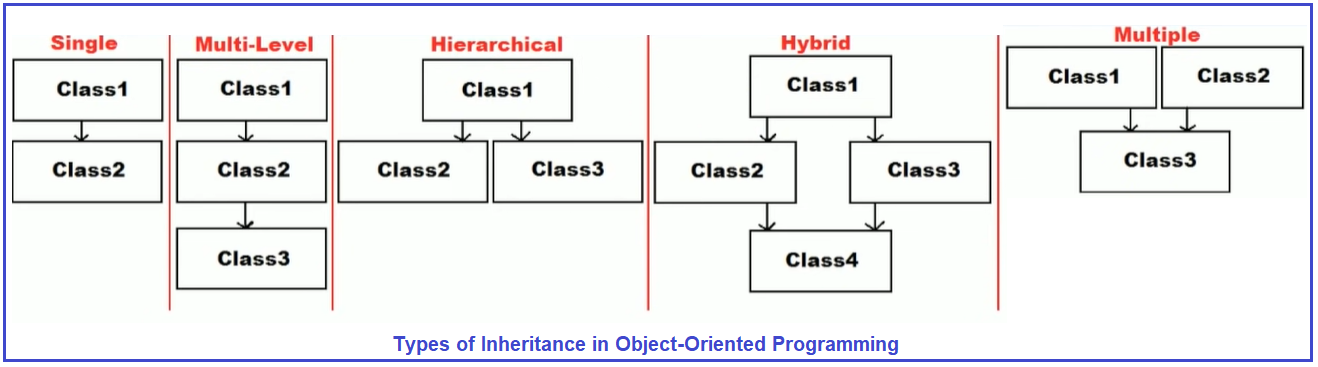 Single
Class1
Class2
Multi-Level
Class1
Class2
Class3
Hierarchical
Class1
Class2
Class3
Hybrid
Class1
Class2
Class3
Class4
Multiple
Class1
Class2
Class3
Types of Inheritance in Object-Oriented Programming